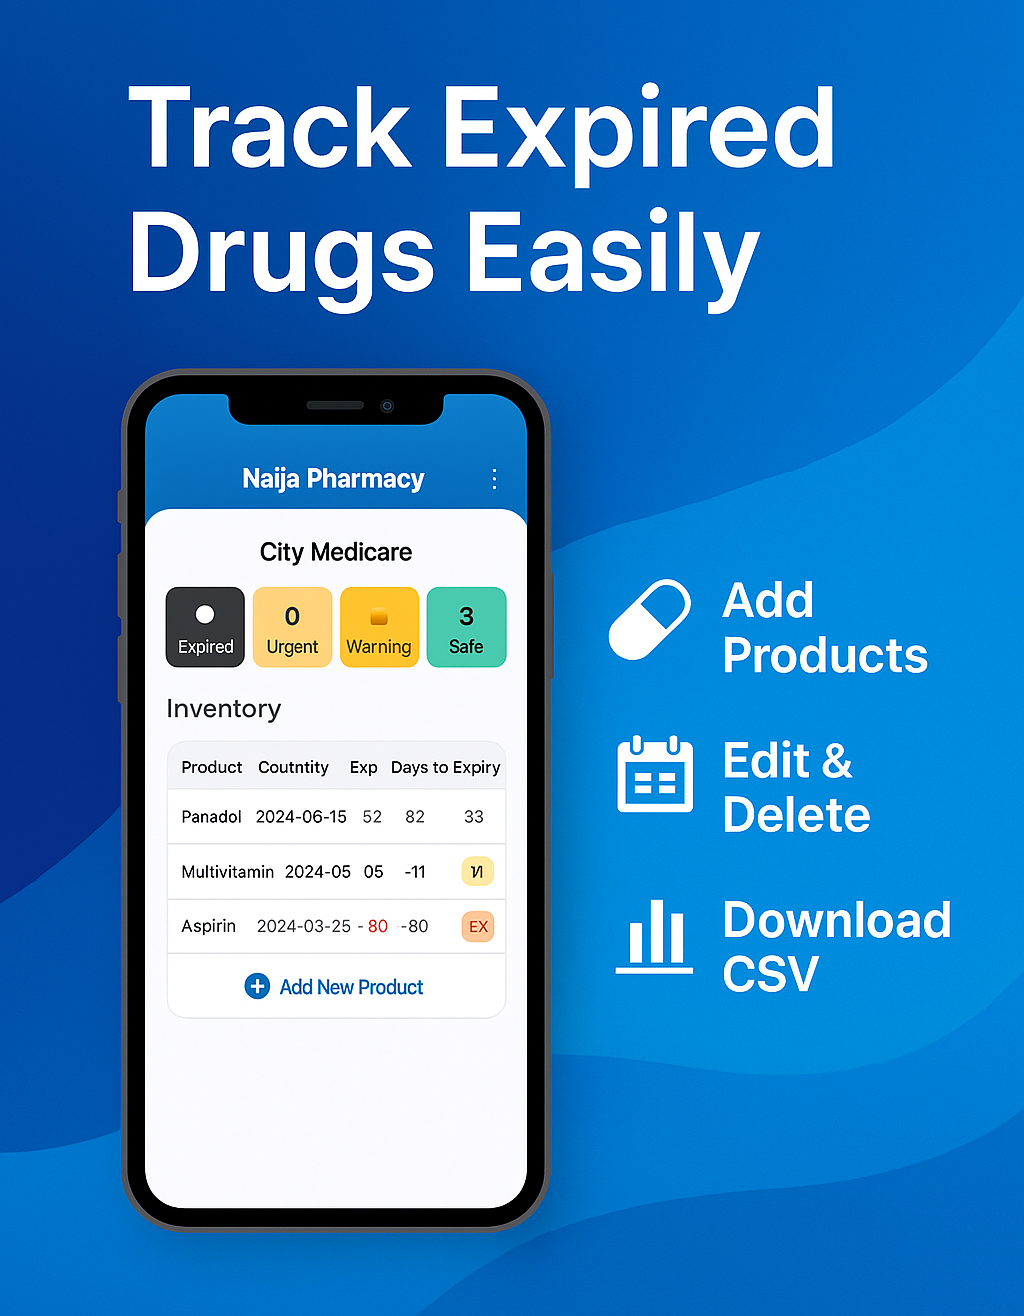 Track Expired
Drugs Easily
Naija Pharmacy
City Medicare
Expired
0
Urgent
Warning
3
Safe
Inventory
Product Coutntity Exp Days to Expiry
Panadol 2024-06-15 52 82 33
Multivitamin 2024-05 05 -11
Aspirin 2024-03-25 - 80 -80 EX
Add New Product
Add
Products
Edit &
Delete
Download
CSV